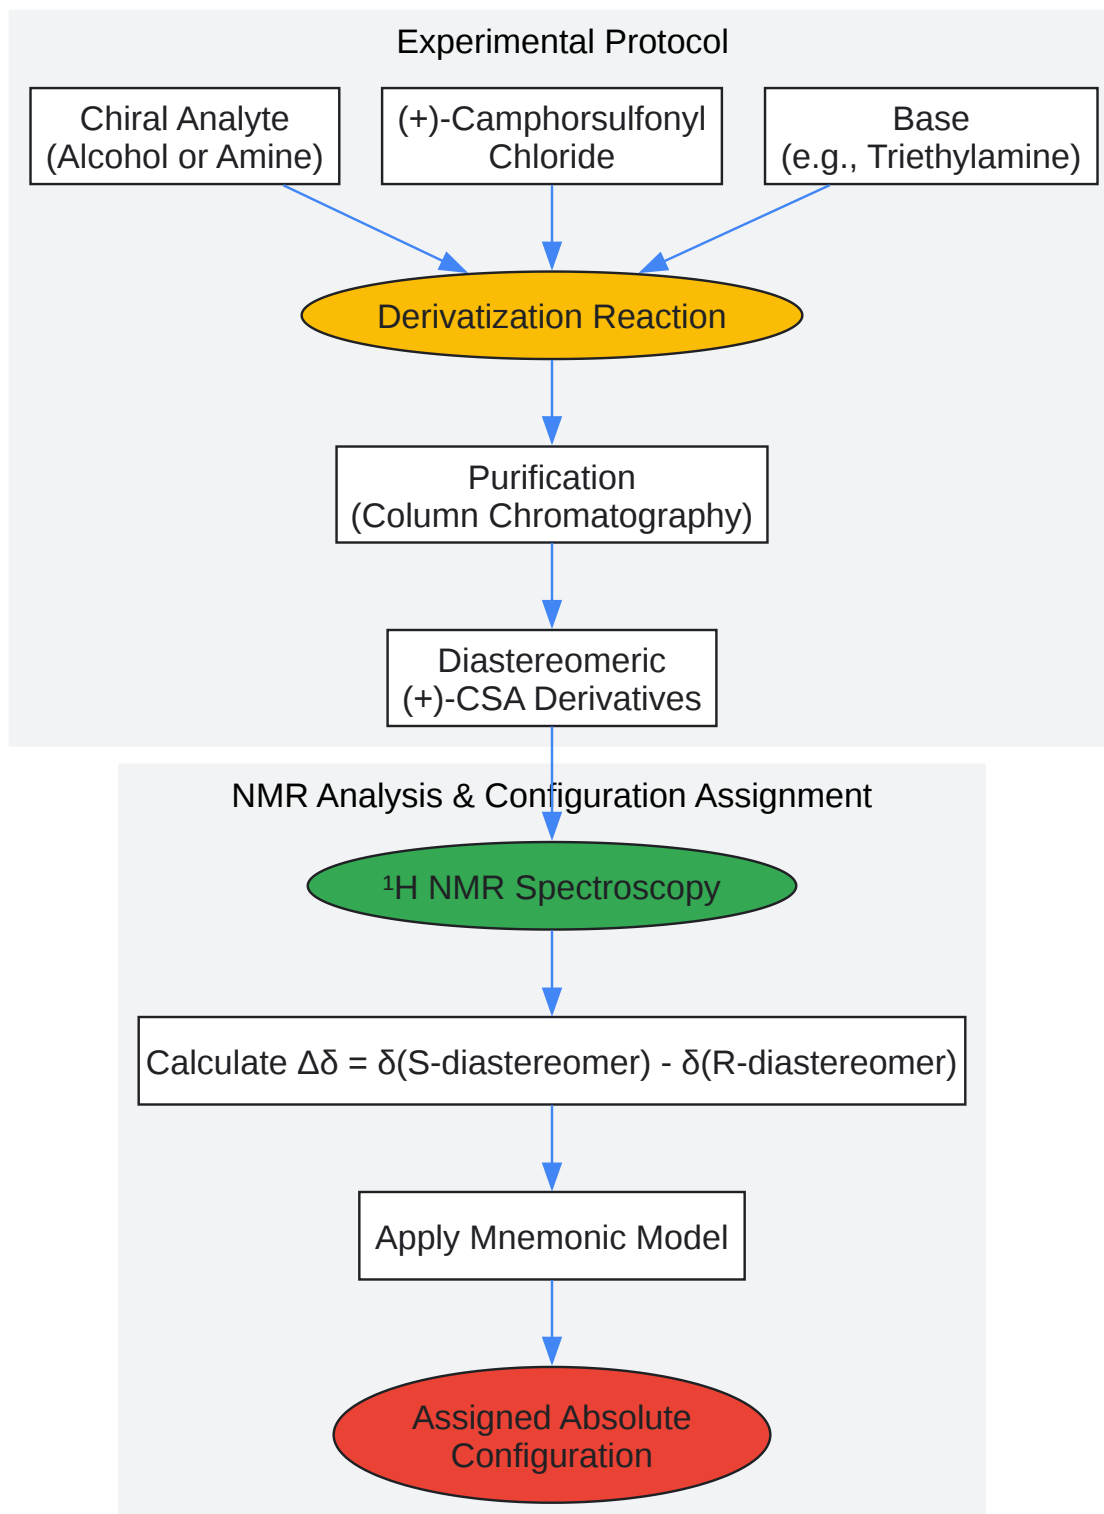 Experimental Protocol
Chiral Analyte
(Alcohol or Amine)
(+)-Camphorsulfonyl
Chloride
Base
(e.g., Triethylamine)
Derivatization Reaction
Purification
(Column Chromatography)
Diastereomeric
(+)-CSA Derivatives
NMR Analysis & Configuration Assignment
¹H NMR Spectroscopy
Calculate Δδ = δ(S-diastereomer) - δ(R-diastereomer)
Apply Mnemonic Model
Assigned Absolute
Configuration